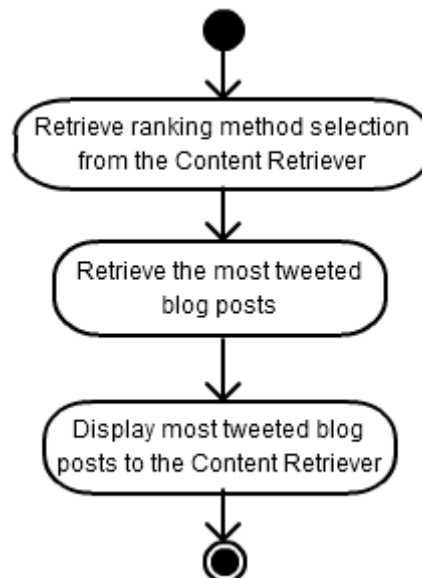 Retrieve ranking method selection
from the Content Retriever
Retrieve the most tweeted
blog posts
Display most tweeted blog
posts to the Content Retriever